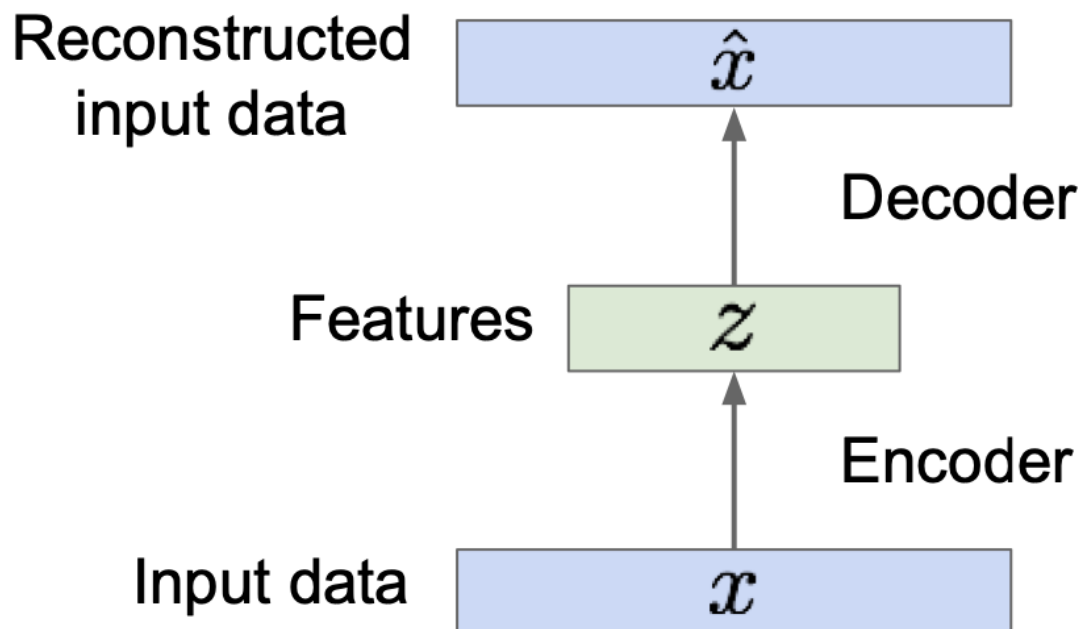 Reconstructed
input data
x̂
Decoder
Features
z
Encoder
Input data
x